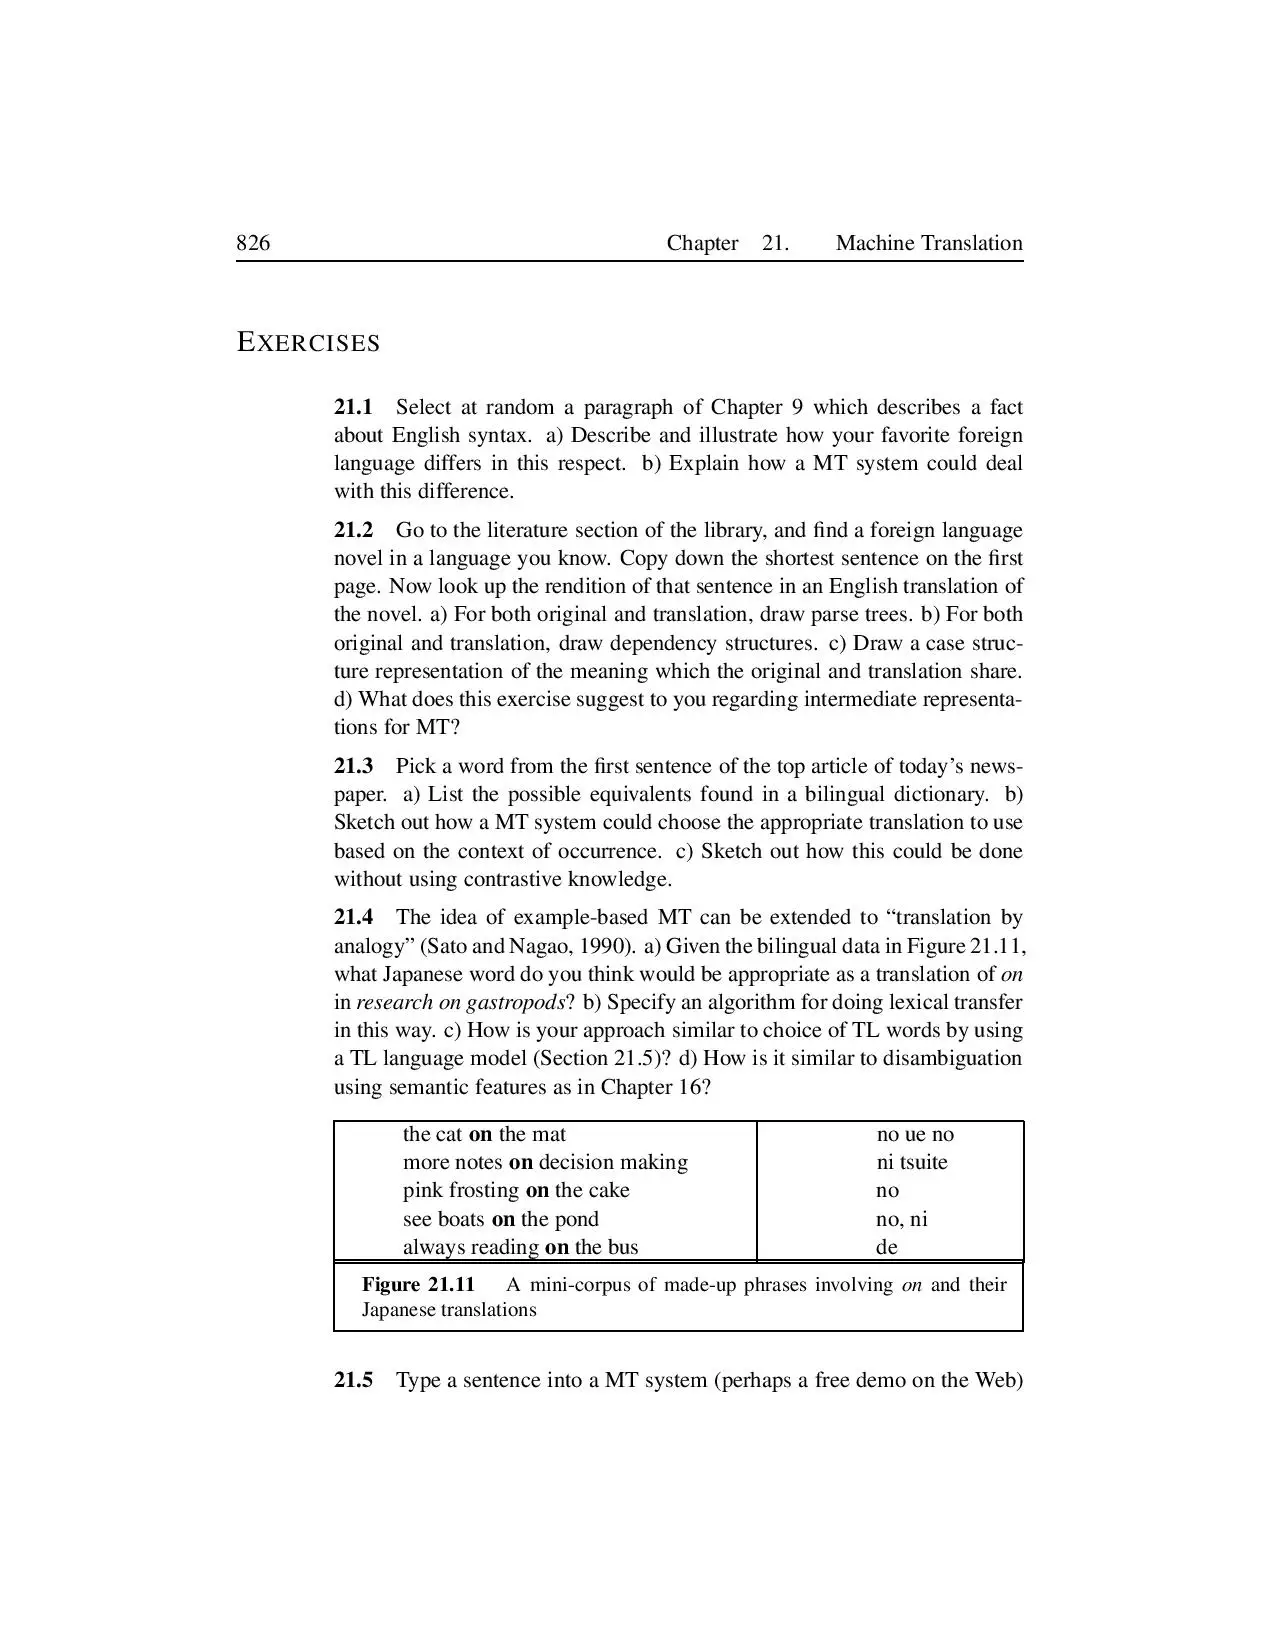 826 Chapter 21. Machine Translation
EXERCISES
21.1 Select at random a paragraph of Chapter 9 which describes a fact
about English syntax. a) Describe and illustrate how your favorite foreign
language differs in this respect. b) Explain how a MT system could deal
with this difference.
21.2 Go to the literature section of the library, and find a foreign language
novel in a language you know. Copy down the shortest sentence on the first
page. Now look up the rendition of that sentence in an English translation of
the novel. a) For both original and translation, draw parse trees. b) For both
original and translation, draw dependency structures. c) Draw a case struc-
ture representation of the meaning which the original and translation share.
d) What does this exercise suggest to you regarding intermediate representa-
tions for MT?
21.3 Pick a word from the first sentence of the top article of today's news-
paper. a) List the possible equivalents found in a bilingual dictionary. b)
Sketch out how a MT system could choose the appropriate translation to use
based on the context of occurrence. c) Sketch out how this could be done
without using contrastive knowledge.
21.4 The idea of example-based MT can be extended to “translation by
analogy” (Sato and Nagao, 1990). a) Given the bilingual data in Figure 21.11,
what Japanese word do you think would be appropriate as a translation of on
in research on gastropods? b) Specify an algorithm for doing lexical transfer
in this way. c) How is your approach similar to choice of TL words by using
a TL language model (Section 21.5)? d) How is it similar to disambiguation
using semantic features as in Chapter 16?
the cat on the mat no ue no
more notes on decision making ni tsuite
pink frosting on the cake no
see boats on the pond no, ni
always reading on the bus de
Figure 21.11 A mini-corpus of made-up phrases involving on and their
Japanese translations
21.5 Type a sentence into a MT system (perhaps a free demo on the Web)